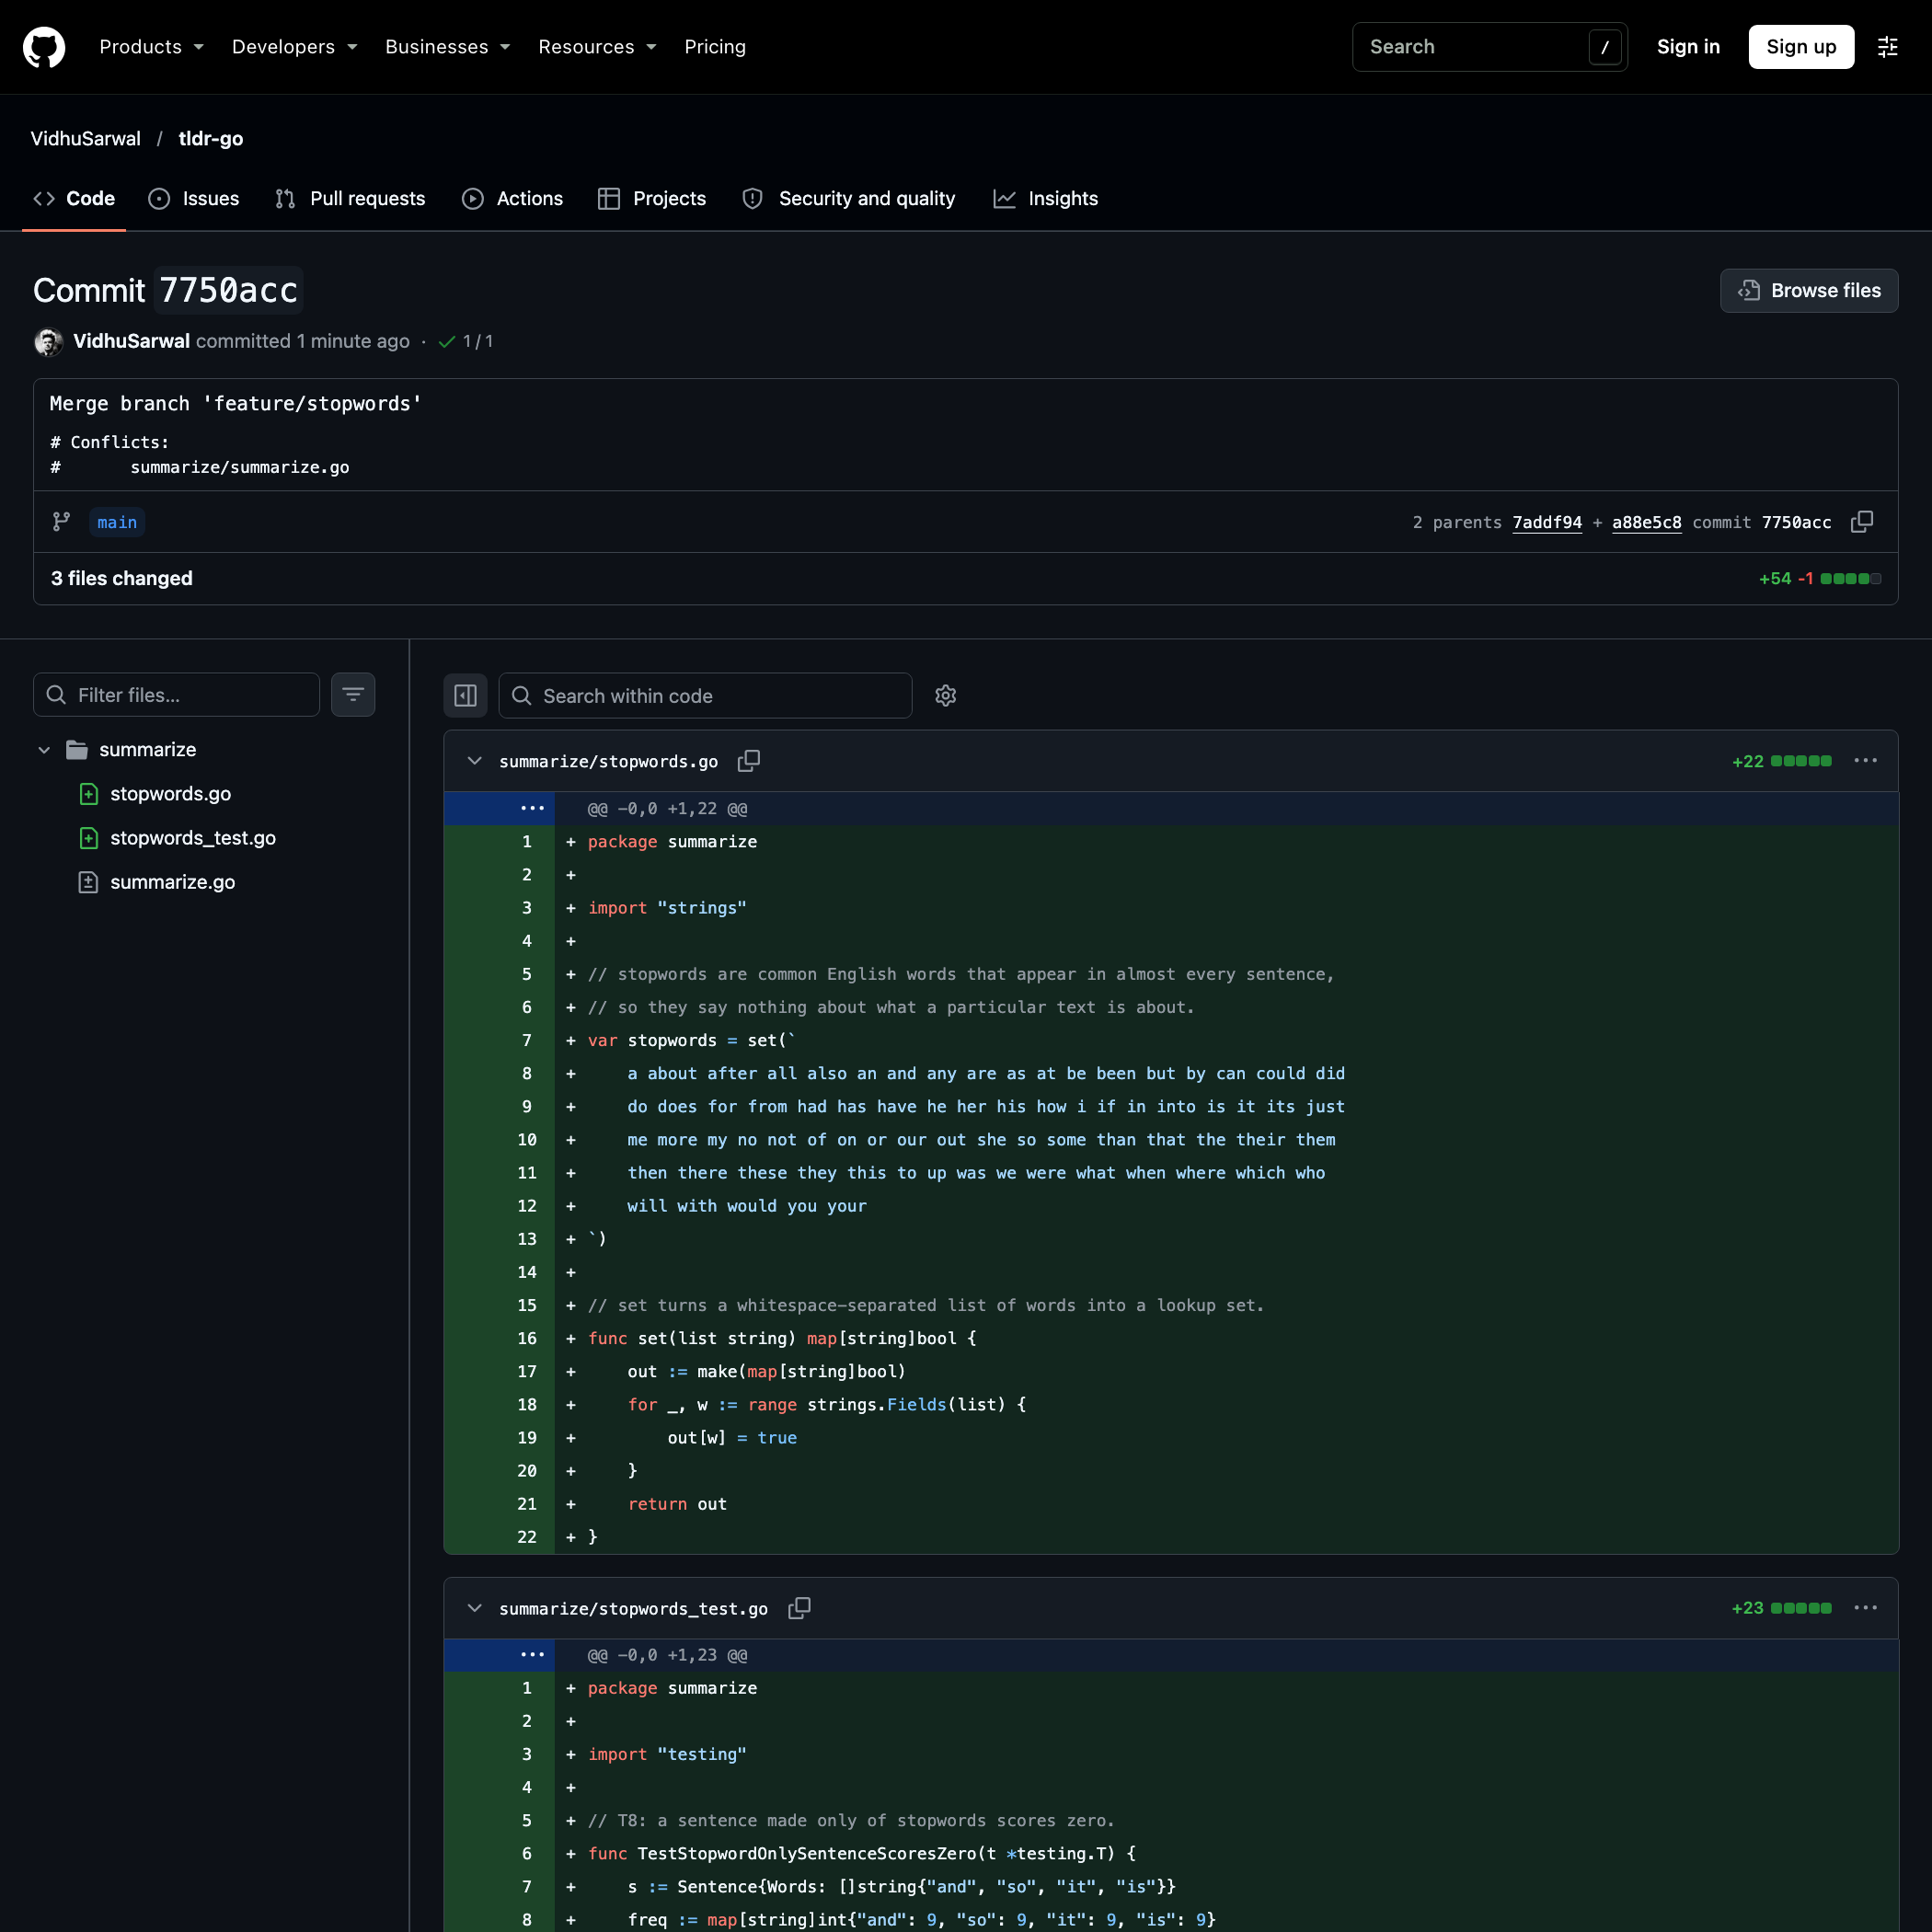 Products Developers Businesses Resources Pricing Search / Sign in Sign up
VidhuSarwal / tldr-go
Code Issues Pull requests Actions Projects Security and quality Insights
Commit 7750acc
Browse files
VidhuSarwal committed 1 minute ago · 1 / 1
Merge branch 'feature/stopwords'
# Conflicts:
#       summarize/summarize.go
main 2 parents 7addf94 + a88e5c8 commit 7750acc
3 files changed +54 -1
Filter files...
summarize
stopwords.go
stopwords_test.go
summarize.go
Search within code
summarize/stopwords.go +22 ...
... @@ -0,0 +1,22 @@
1 + package summarize
2 +
3 + import "strings"
4 +
5 + // stopwords are common English words that appear in almost every sentence,
6 + // so they say nothing about what a particular text is about.
7 + var stopwords = set(`
8 +     a about after all also an and any are as at be been but by can could did
9 +     do does for from had has have he her his how i if in into is it its just
10 +     me more my no not of on or our out she so some than that the their them
11 +     then there these they this to up was we were what when where which who
12 +     will with would you your
13 + `)
14 +
15 + // set turns a whitespace-separated list of words into a lookup set.
16 + func set(list string) map[string]bool {
17 +     out := make(map[string]bool)
18 +     for _, w := range strings.Fields(list) {
19 +         out[w] = true
20 +     }
21 +     return out
22 + }
summarize/stopwords_test.go +23 ...
... @@ -0,0 +1,23 @@
1 + package summarize
2 +
3 + import "testing"
4 +
5 + // T8: a sentence made only of stopwords scores zero.
6 + func TestStopwordOnlySentenceScoresZero(t *testing.T) {
7 +     s := Sentence{Words: []string{"and", "so", "it", "is"}}
8 +     freq := map[string]int{"and": 9, "so": 9, "it": 9, "is": 9}